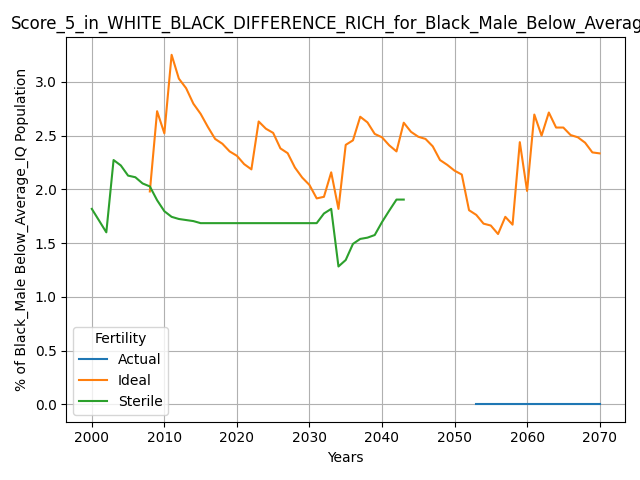 Score_5_in_WHITE_BLACK_DIFFERENCE_RICH_for_Black_Male_Below_Averag
% of Black_Male Below_Average_IQ Population
3.0
2.5
2.0
1.5
1.0
0.5
0.0
Fertility
Actual
Ideal
Sterile
2000 2010 2020 2030 2040 2050 2060 2070
Years